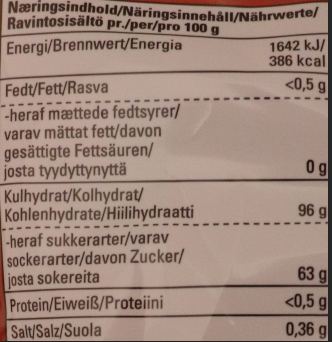 Næringsindhold/Näringsinnehåll/Nährwerte/
Ravintosisältö pr./per/pro 100 g
Energi/Brennwert/Energia 1642 kJ/
386 kcal
Fedt/Fett/Rasva <0,5 g
-heraf mættede fedtsyrer/
varav mättat fett/davon
gesättigte Fettsäuren/
josta tyydyttynyttä 0 g
Kulhydrat/Kolhydrat/
Kohlenhydrate/Hiilihydraatti 96 g
-heraf sukkerarter/varav
sockerarter/davon Zucker/
josta sokereita 63 g
Protein/Eiweiß/Proteiini <0,5 g
Salt/Salz/Suola 0,36 g